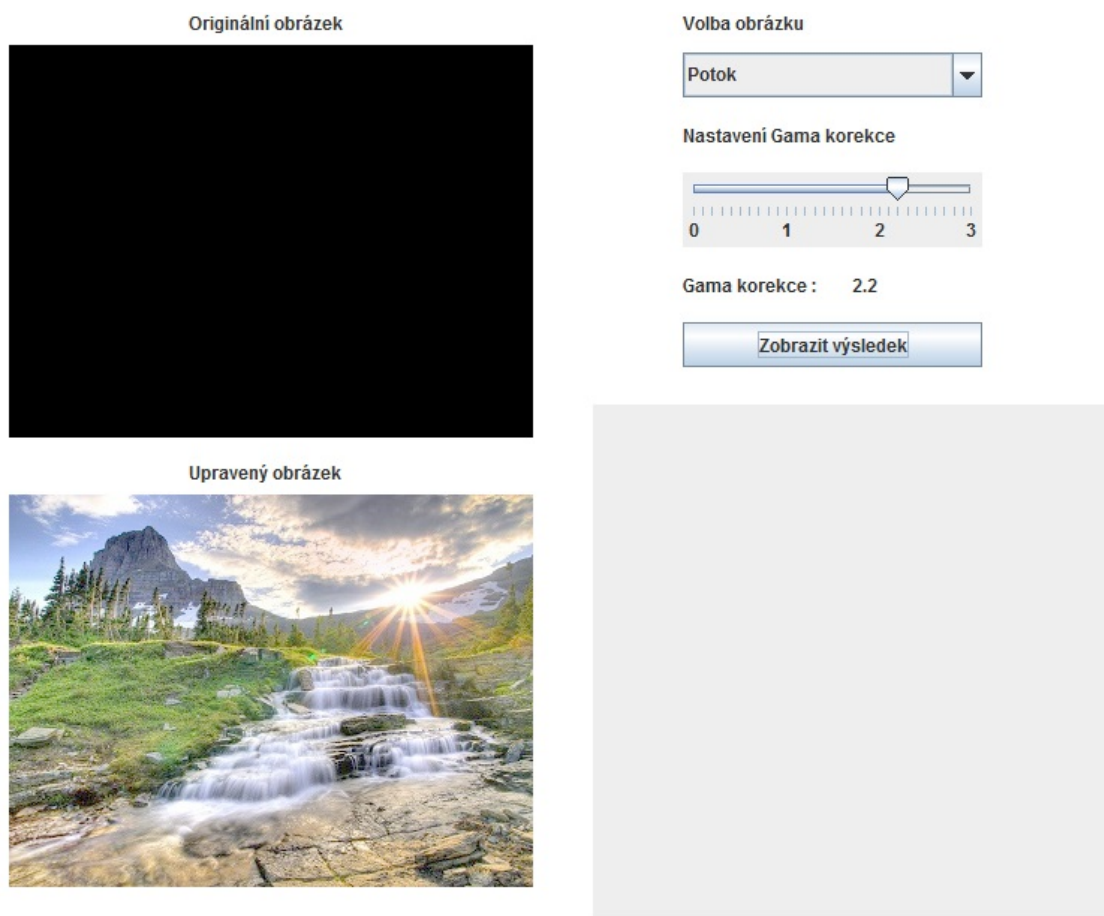 Originální obrázek
Upravený obrázek
Volba obrázku
Potok
Nastavení Gama korekce
0 1 2 3
Gama korekce : 2.2
Zobrazit výsledek